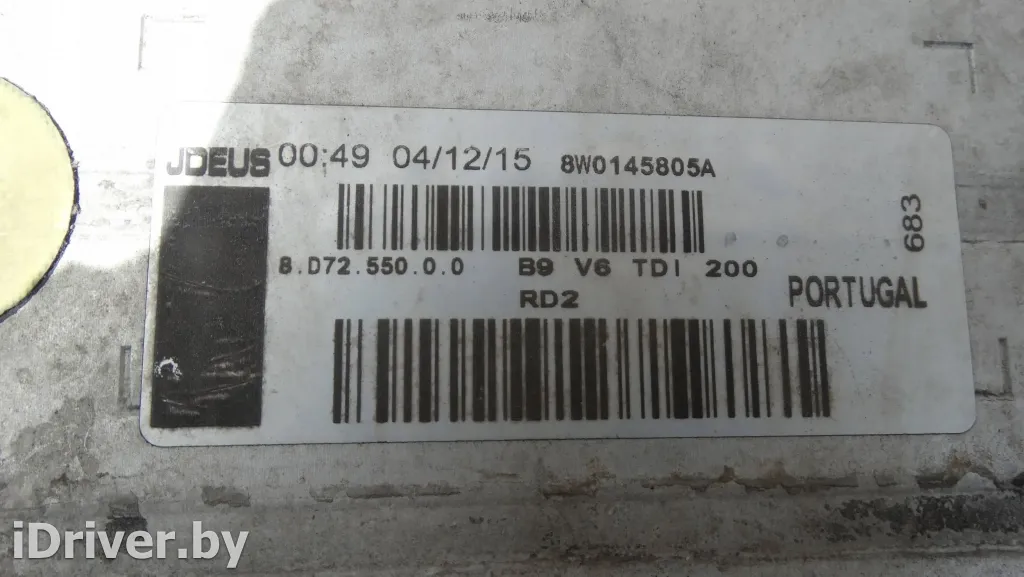 JDEUS 00:49 04/12/15 8W0145805A
683
8.D72.550.0.0 B9 V6 TDI 200
RD2
PORTUGAL
iDriver.by